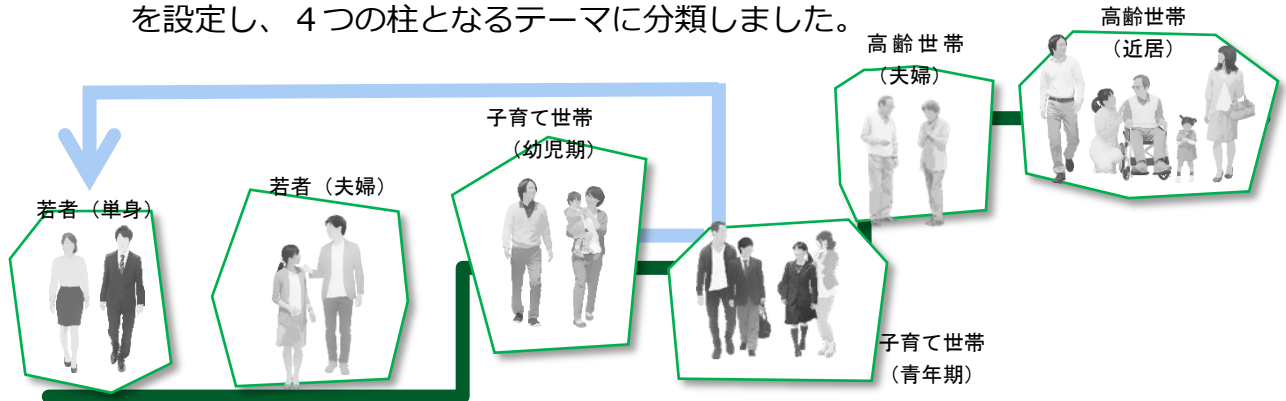 を設定し、４つの柱となるテーマに分類しました。
若者（単身）
若者（夫婦）
子育て世帯
（幼児期）
子育て世帯
（青年期）
高齢世帯
（夫婦）
高齢世帯
（近居）